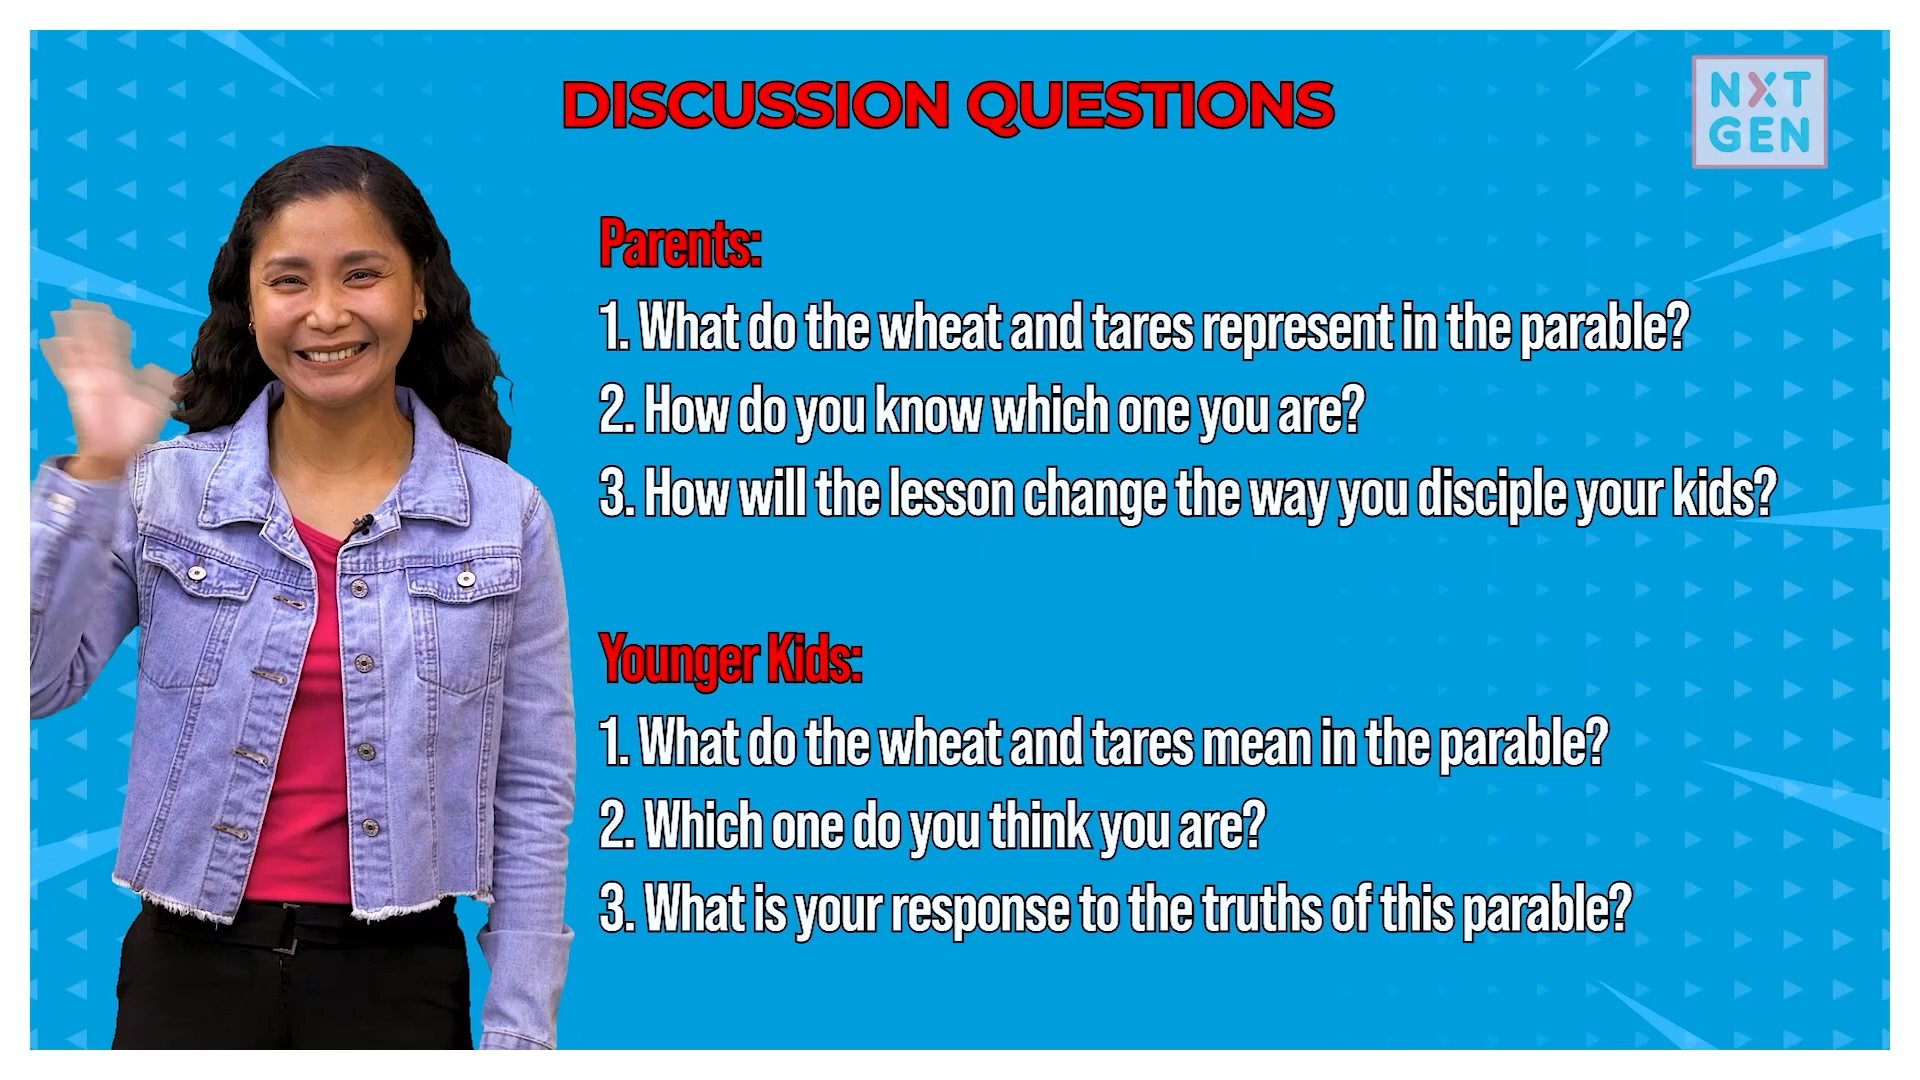 DISCUSSION QUESTIONS
NXT
GEN
Parents:
1. What do the wheat and tares represent in the parable?
2. How do you know which one you are?
3. How will the lesson change the way you disciple your kids?
Younger Kids:
1. What do the wheat and tares mean in the parable?
2. Which one do you think you are?
3. What is your response to the truths of this parable?